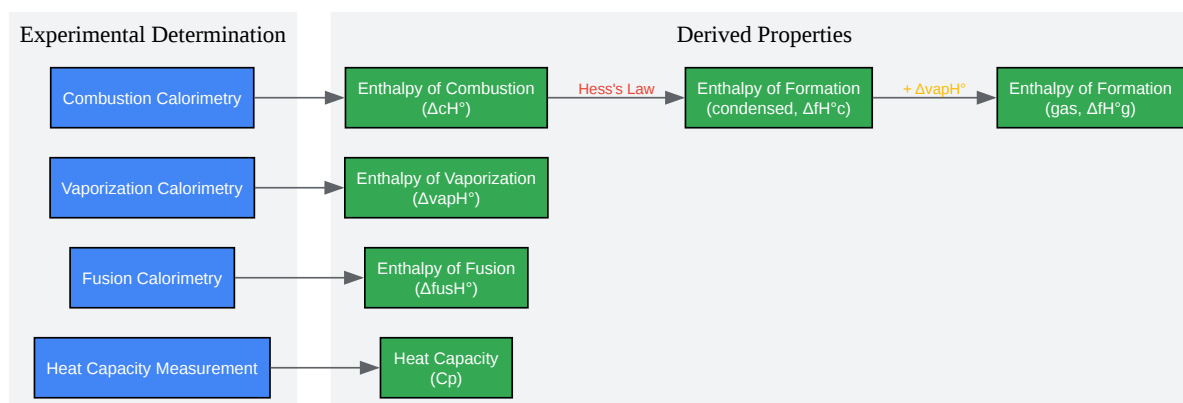 Experimental Determination
Derived Properties
Combustion Calorimetry
Enthalpy of Combustion
(ΔcH°)
Hess's Law
Enthalpy of Formation
(condensed, ΔfH°c)
+ ΔvapH°
Enthalpy of Formation
(gas, ΔfH°g)
Vaporization Calorimetry
Enthalpy of Vaporization
(ΔvapH°)
Fusion Calorimetry
Enthalpy of Fusion
(ΔfusH°)
Heat Capacity Measurement
Heat Capacity
(Cp)